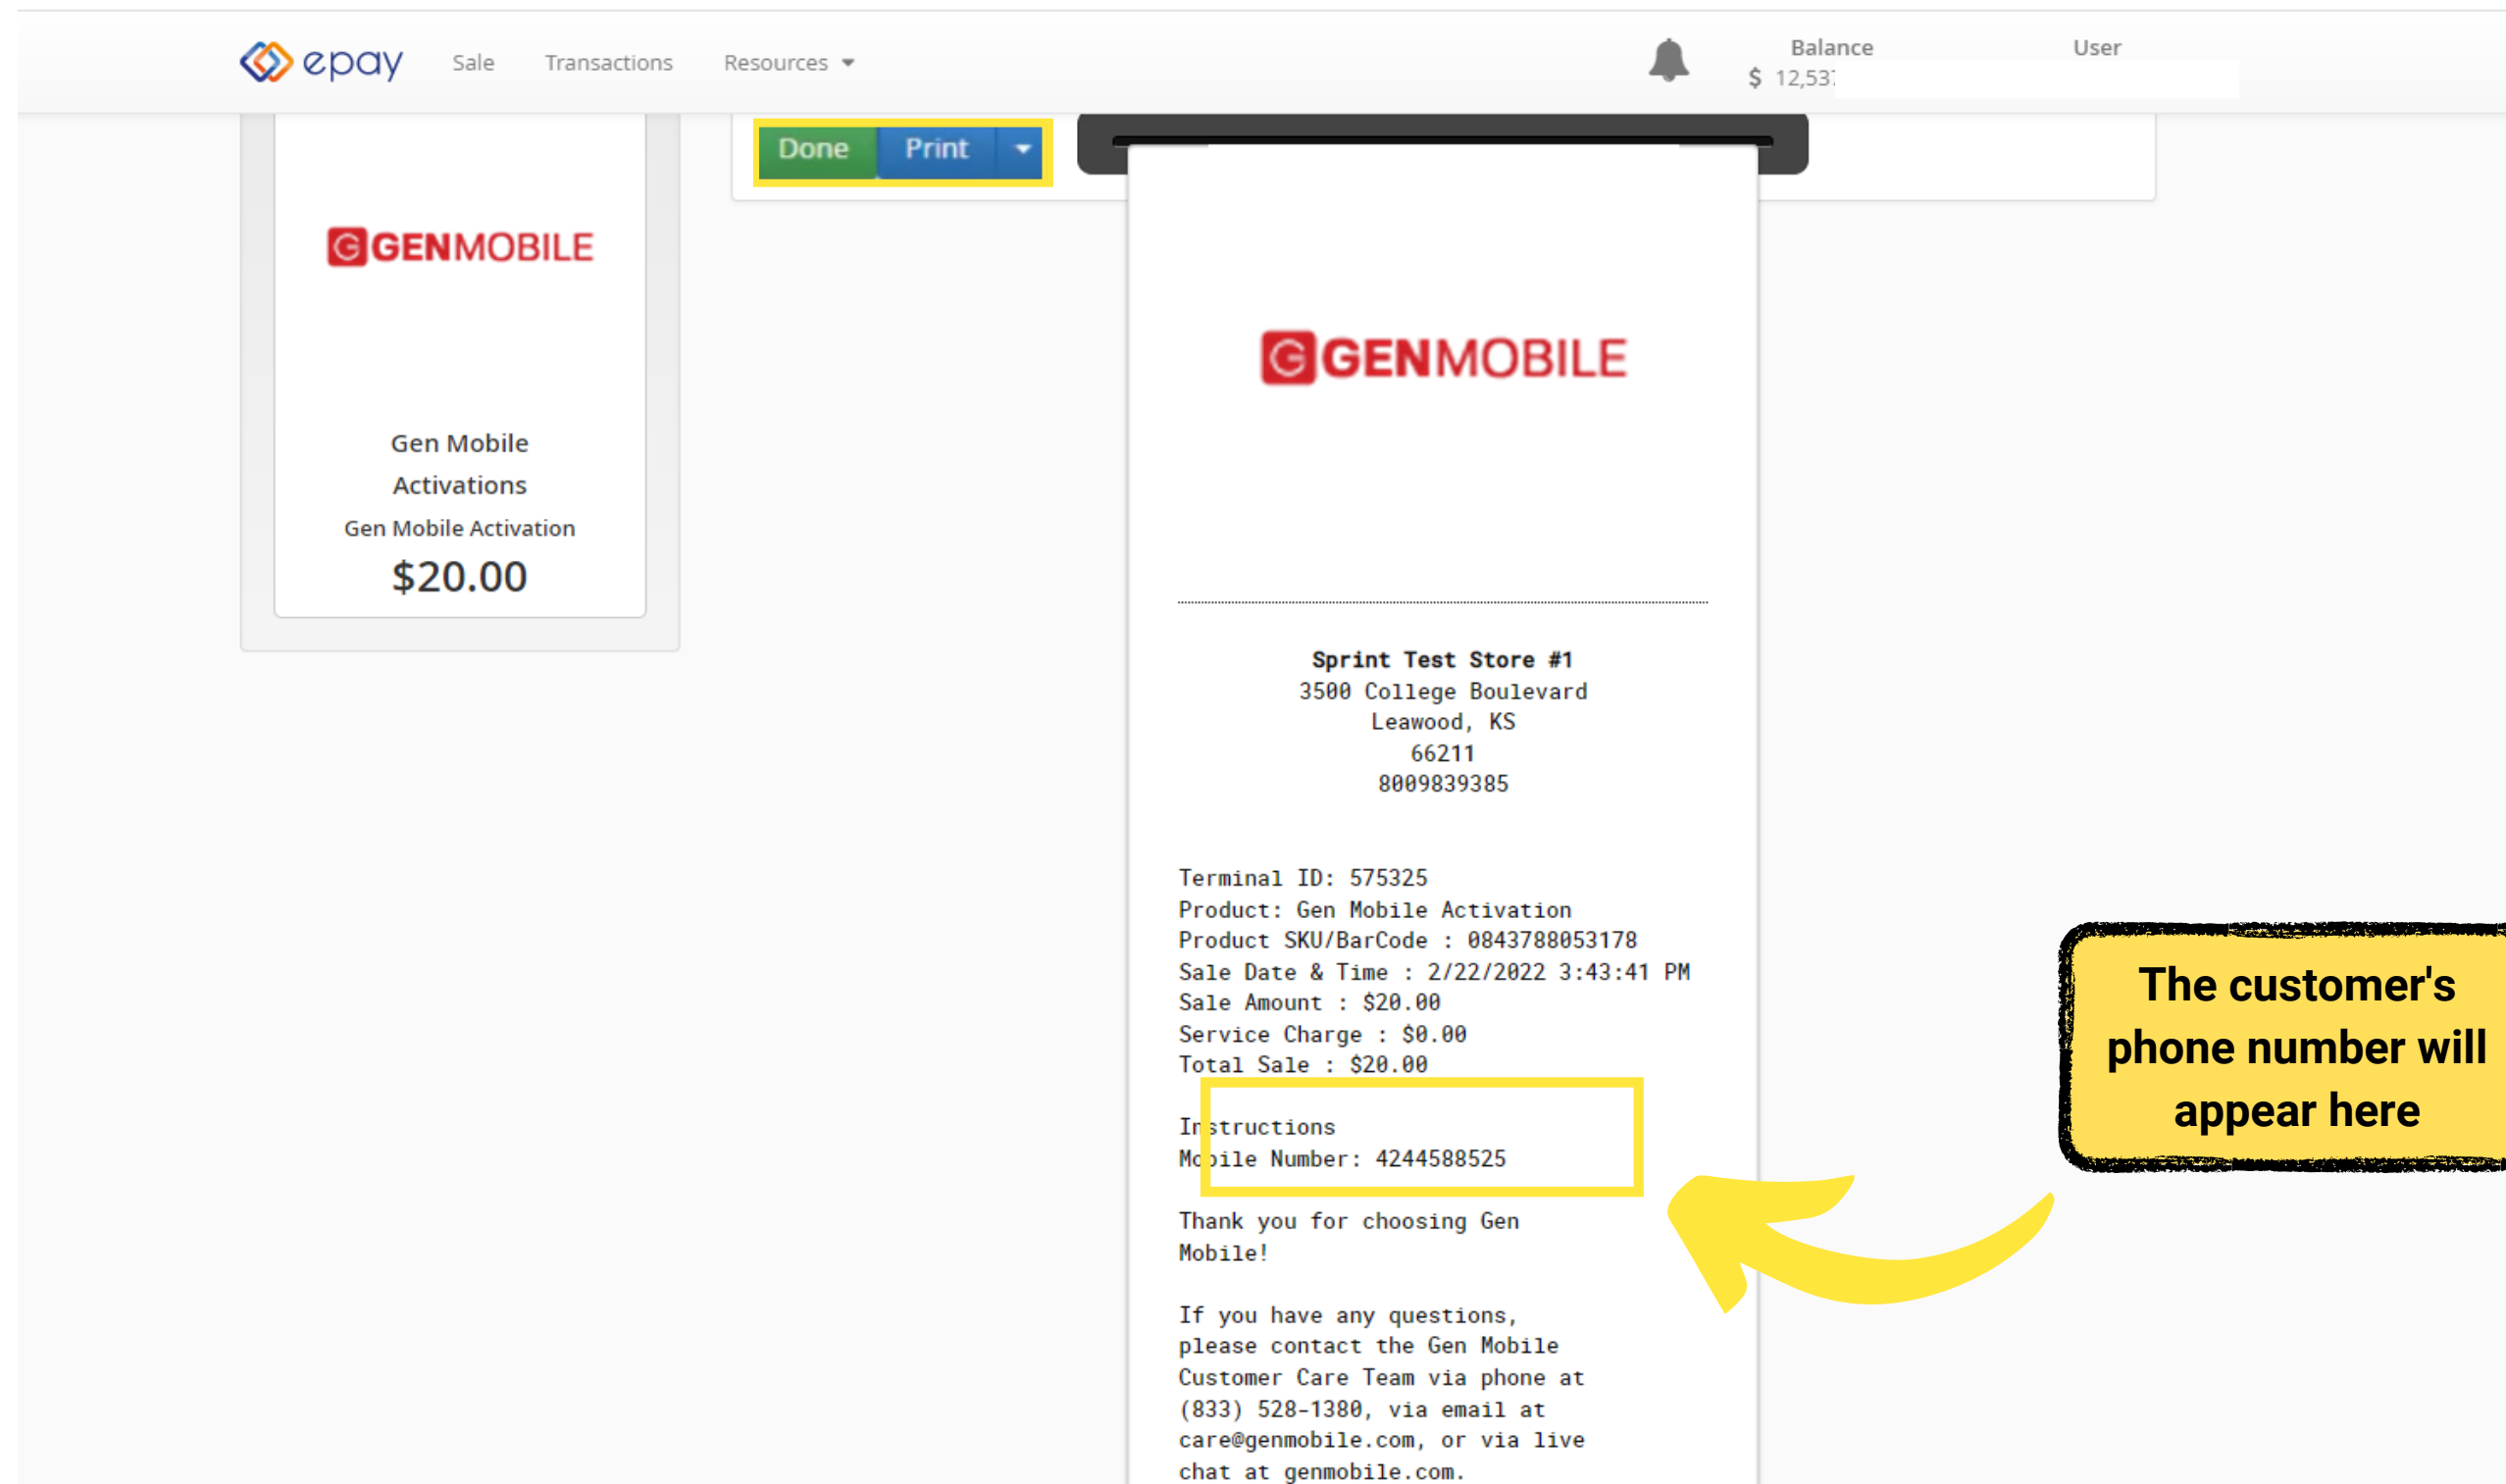 epay Sale Transactions Resources Balance User
$ 12,537
Done Print
GENMOBILE
Gen Mobile
Activations
Gen Mobile Activation
$20.00
GENMOBILE
Sprint Test Store #1
3500 College Boulevard
Leawood, KS
66211
8009839385
Terminal ID: 575325
Product: Gen Mobile Activation
Product SKU/BarCode : 0843788053178
Sale Date & Time : 2/22/2022 3:43:41 PM
Sale Amount : $20.00
Service Charge : $0.00
Total Sale : $20.00
Instructions
Mobile Number: 4244588525
Thank you for choosing Gen
Mobile!
If you have any questions,
please contact the Gen Mobile
Customer Care Team via phone at
(833) 528-1380, via email at
care@genmobile.com, or via live
chat at genmobile.com.
The customer's
phone number will
appear here